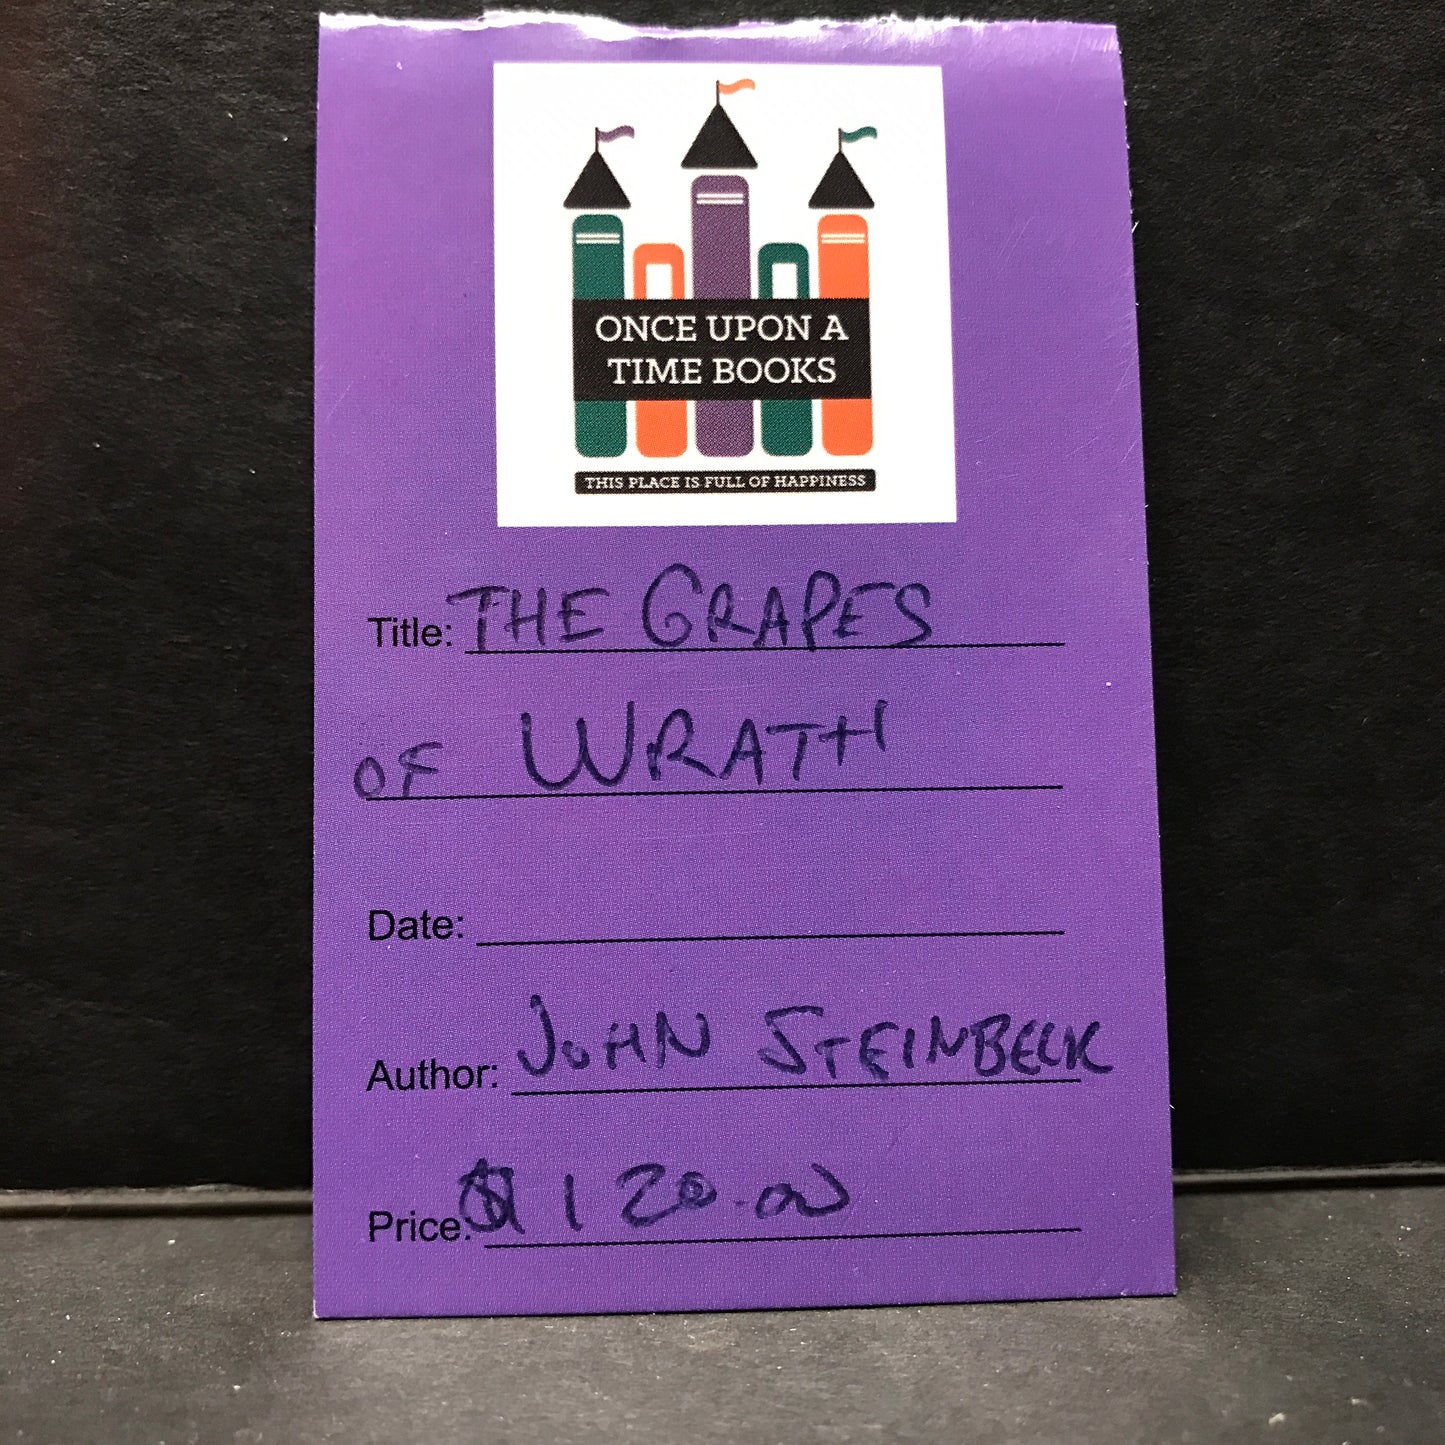 ONCE UPON A
TIME BOOKS
THIS PLACE IS FULL OF HAPPINESS
Title: THE GRAPES
OF WRATH
Date:
Author: JOHN STEINBECK
Price: $120.00